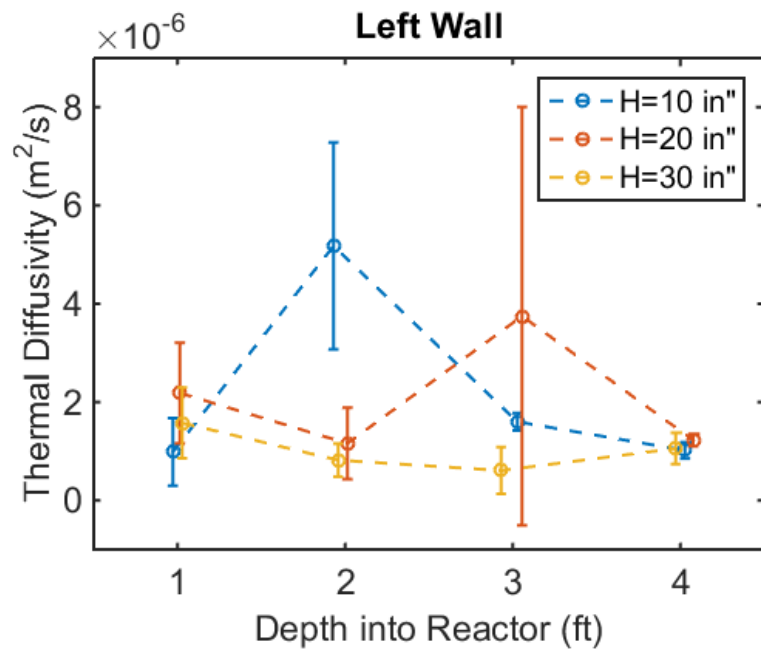 ×10-6
Left Wall
H=10 in"
H=20 in"
H=30 in"
Thermal Diffusivity (m2/s)
8
6
4
2
0
1 2 3 4
Depth into Reactor (ft)